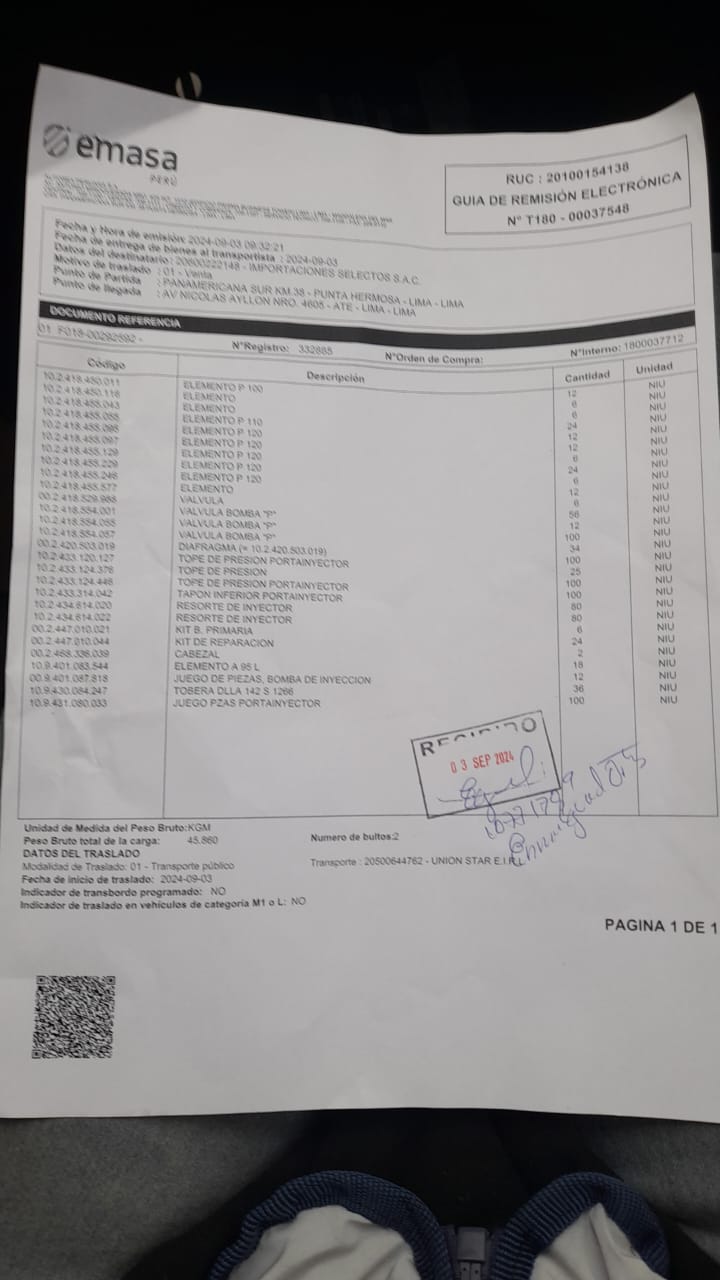 emasa
PERÚ
RUC : 20100154138
GUIA DE REMISIÓN ELECTRÓNICA
N° T180 - 00037548
Fecha y Hora de emisión: 2024-09-03 09:32:21
Fecha de entrega de bienes al transportista : 2024-09-03
Datos del destinatario : 20600222148 - IMPORTACIONES SELECTOS S.A.C.
Motivo de traslado : 01 - Venta
Punto de Partida : PANAMERICANA SUR KM.38 - PUNTA HERMOSA - LIMA - LIMA
Punto de llegada : AV NICOLAS AYLLON NRO. 4605 - ATE - LIMA - LIMA
DOCUMENTO REFERENCIA
01 F018-00292592 - N°Registro: 332885 N°Orden de Compra: N°Interno: 1800037712
Código Descripción Cantidad Unidad
10.2.418.450.011 ELEMENTO P 100 12 NIU
10.2.418.450.118 ELEMENTO 6 NIU
10.2.418.455.043 ELEMENTO 6 NIU
10.2.418.455.055 ELEMENTO P 110 24 NIU
10.2.418.455.095 ELEMENTO P 120 12 NIU
10.2.418.455.097 ELEMENTO P 120 12 NIU
10.2.418.455.129 ELEMENTO P 120 6 NIU
10.2.418.455.229 ELEMENTO P 120 24 NIU
10.2.418.455.246 ELEMENTO P 120 6 NIU
10.2.418.455.577 ELEMENTO 12 NIU
00.2.418.529.988 VALVULA 6 NIU
10.2.418.554.001 VALVULA BOMBA "P" 56 NIU
10.2.418.554.055 VALVULA BOMBA "P" 12 NIU
10.2.418.554.057 VALVULA BOMBA "P" 100 NIU
00.2.420.503.019 DIAFRAGMA (= 10.2.420.503.019) 34 NIU
10.2.433.120.127 TOPE DE PRESION PORTAINYECTOR 100 NIU
10.2.433.124.378 TOPE DE PRESION 25 NIU
10.2.433.124.446 TOPE DE PRESION PORTAINYECTOR 100 NIU
10.2.433.314.042 TAPON INFERIOR PORTAINYECTOR 100 NIU
10.2.434.614.020 RESORTE DE INYECTOR 80 NIU
10.2.434.614.022 RESORTE DE INYECTOR 80 NIU
00.2.447.010.021 KIT B. PRIMARIA 6 NIU
00.2.447.010.044 KIT DE REPARACION 24 NIU
00.2.468.336.039 CABEZAL 2 NIU
10.9.401.083.544 ELEMENTO A 95 L 18 NIU
00.9.401.087.818 JUEGO DE PIEZAS, BOMBA DE INYECCION 12 NIU
10.9.430.084.247 TOBERA DLLA 142 S 1266 36 NIU
10.9.431.080.033 JUEGO PZAS PORTAINYECTOR 100 NIU
RECIBIDO
03 SEP 2024
Unidad de Medida del Peso Bruto:KGM
Peso Bruto total de la carga: 45.860 Numero de bultos:2
DATOS DEL TRASLADO
Modalidad de Traslado: 01 - Transporte público Transporte : 20500644762 - UNION STAR E.I.R.
Fecha de inicio de traslado: 2024-09-03
Indicador de transbordo programado: NO
Indicador de traslado en vehículos de categoría M1 o L: NO
PAGINA 1 DE 1